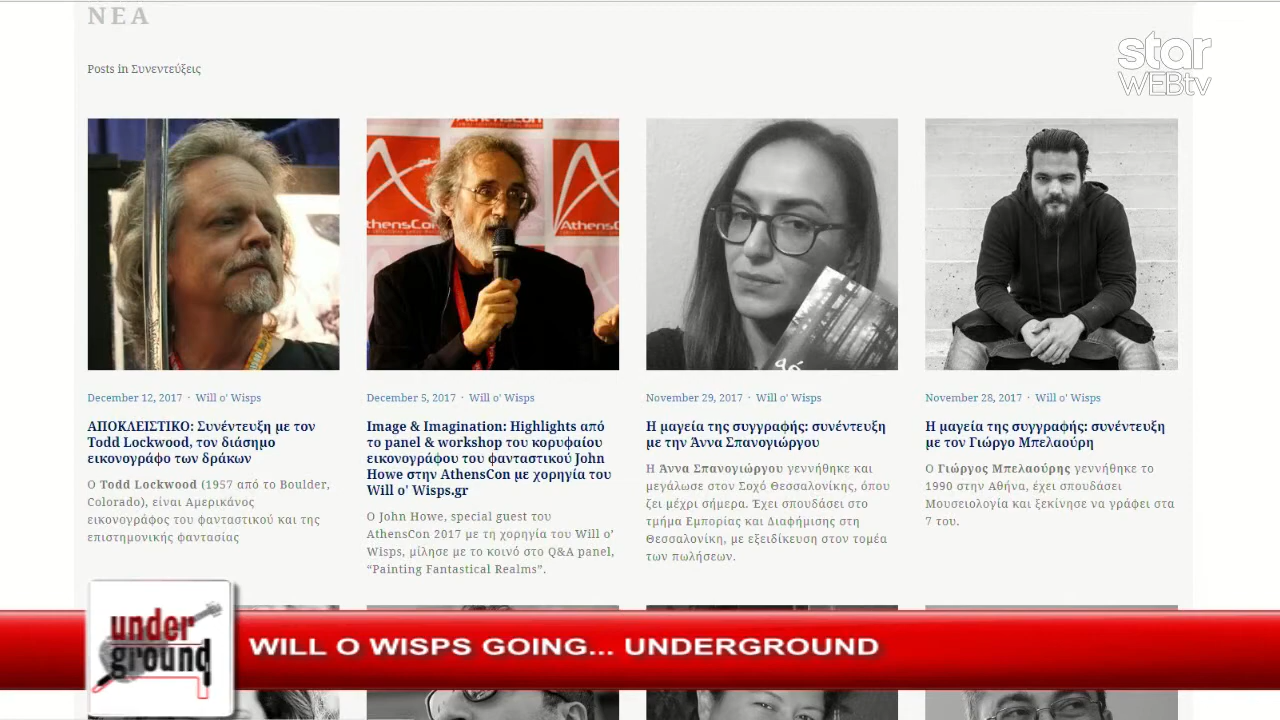 ΝΕΑ
star
WEBtv
Posts in Συνεντεύξεις
AthensCon
AthensCon
December 12, 2017 · Will o' Wisps
ΑΠΟΚΛΕΙΣΤΙΚΟ: Συνέντευξη με τον
Todd Lockwood, τον διάσημο
εικονογράφο των δράκων
Ο Todd Lockwood (1957 από το Boulder,
Colorado), είναι Αμερικάνος
εικονογράφος του φανταστικού και της
επιστημονικής φαντασίας
December 5, 2017 · Will o' Wisps
Image & Imagination: Highlights από
το panel & workshop του κορυφαίου
εικονογράφου του φανταστικού John
Howe στην AthensCon με χορηγία του
Will o' Wisps.gr
Ο John Howe, special guest του
AthensCon 2017 με τη χορηγία του Will o’
Wisps, μίλησε με το κοινό στο Q&A panel,
“Painting Fantastical Realms”.
November 29, 2017 · Will o' Wisps
Η μαγεία της συγγραφής: συνέντευξη
με την Άννα Σπανογιώργου
Η Άννα Σπανογιώργου γεννήθηκε και
μεγάλωσε στον Σοχό Θεσσαλονίκης, όπου
ζει μέχρι σήμερα. Έχει σπουδάσει στο
τμήμα Εμπορίας και Διαφήμισης στη
Θεσσαλονίκη, με εξειδίκευση στον τομέα
των πωλήσεων.
November 28, 2017 · Will o' Wisps
Η μαγεία της συγγραφής: συνέντευξη
με τον Γιώργο Μπελαούρη
Ο Γιώργος Μπελαούρης γεννήθηκε το
1990 στην Αθήνα, έχει σπουδάσει
Μουσειολογία και ξεκίνησε να γράφει στα
7 του.
under
ground
WILL O WISPS GOING... UNDERGROUND